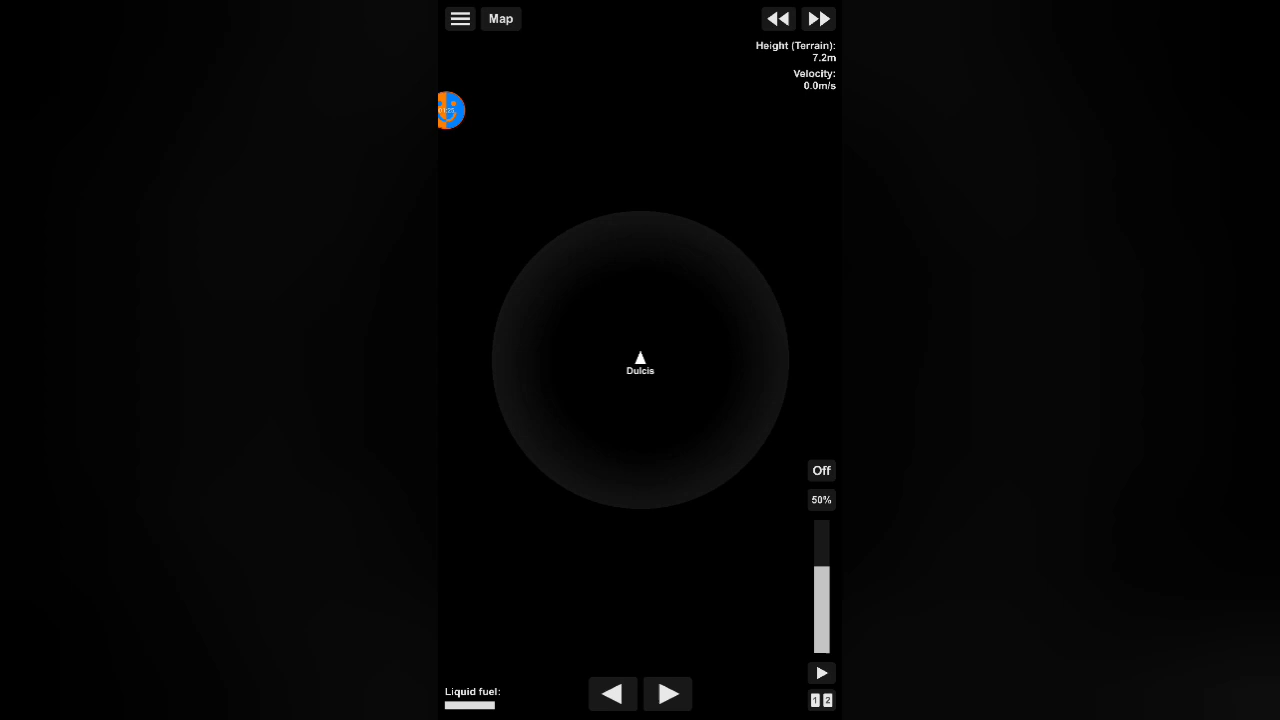 Map
Height (Terrain):
7.2m
Velocity:
0.0m/s
Dulcis
Off
50%
Liquid fuel:
1 2